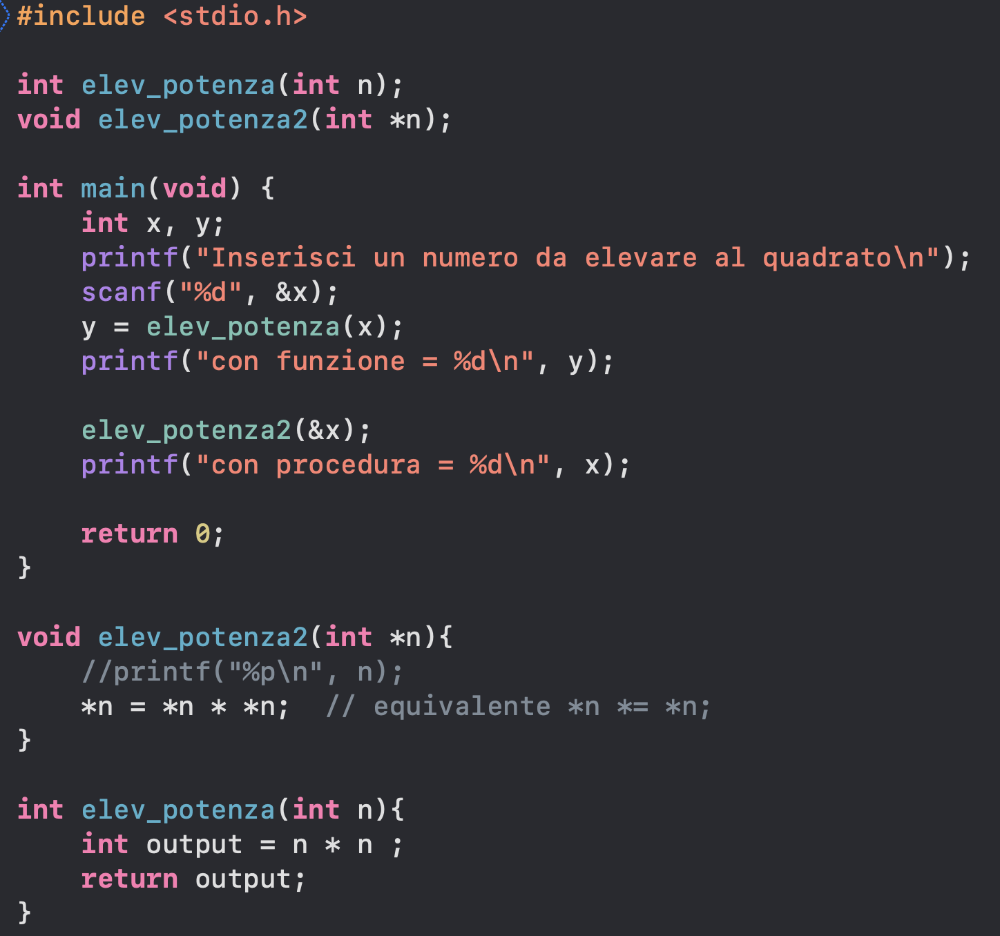 #include <stdio.h>
int elev_potenza(int n);
void elev_potenza2(int *n);
int main(void) {
    int x, y;
    printf("Inserisci un numero da elevare al quadrato\n");
    scanf("%d", &x);
    y = elev_potenza(x);
    printf("con funzione = %d\n", y);
    elev_potenza2(&x);
    printf("con procedura = %d\n", x);
    return 0;
}
void elev_potenza2(int *n){
    //printf("%p\n", n);
    *n = *n * *n;  // equivalente *n *= *n;
}
int elev_potenza(int n){
    int output = n * n ;
    return output;
}